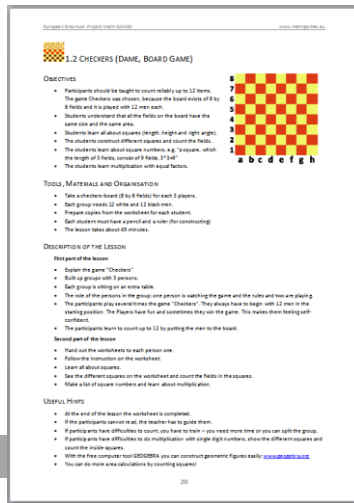 European Erasmus+ Project Math-GAMES
www.math-games.eu
1.2 CHECKERS (DAME, BOARD GAME)
OBJECTIVES
• Participants should be taught to count reliably up to 12 items.
The game Checkers was chosen, because the board exists of 8 by
8 fields and it is played with 12 men each.
• Students understand that all the fields on the board have the
same size and the same area.
• Students learn all about squares (length, height and right angle).
• The students construct different squares and count the fields.
• The students learn about square numbers, e.g. "a square, which
the length of 3 fields, consist of 9 fields, 3*3=9"
• The students learn multiplication with equal factors.
8
7
6
5
4
3
2
1
a b c d e f g h
TOOLS, MATERIALS AND ORGANISATION
• Take a checkers-board (8 by 8 fields) for each 3 players.
• Each group needs 12 white and 12 black men.
• Prepare copies from the worksheet for each student.
• Each student must have a pencil and a ruler (for constructing)
• The lesson takes about 45 minutes.
DESCRIPTION OF THE LESSON
First part of the lesson
• Explain the game "Checkers"
• Built up groups with 3 persons.
• Each group is sitting on an extra table.
• The role of the persons in the group: one person is watching the game and the rules and two are playing.
• The participants play several times the game "Checkers". They always have to begin with 12 men in the
starting position. The Players have fun and sometimes they win the game. This makes them feeling self-
confident.
• The participants learn to count up to 12 by putting the men to the board.
Second part of the lesson
• Hand out the worksheets to each person one.
• Follow the instruction on the worksheet.
• Learn all about squares.
• See the different squares on the worksheet and count the fields in the squares.
• Make a list of square numbers and learn about multiplication.
USEFUL HINTS
• At the end of the lesson the worksheet is completed.
• If the participants cannot read, the teacher has to guide them.
• If participants have difficulties to count, you have to train – you need more time or you can split the group.
• If participants have difficulties to do multiplication with single digit numbers, show the different squares and
count the inside squares.
• With the free computer tool GEOGEBRA you can construct geometric figures easily: www.geogebra.org
• You can do more area calculations by counting squares!
20